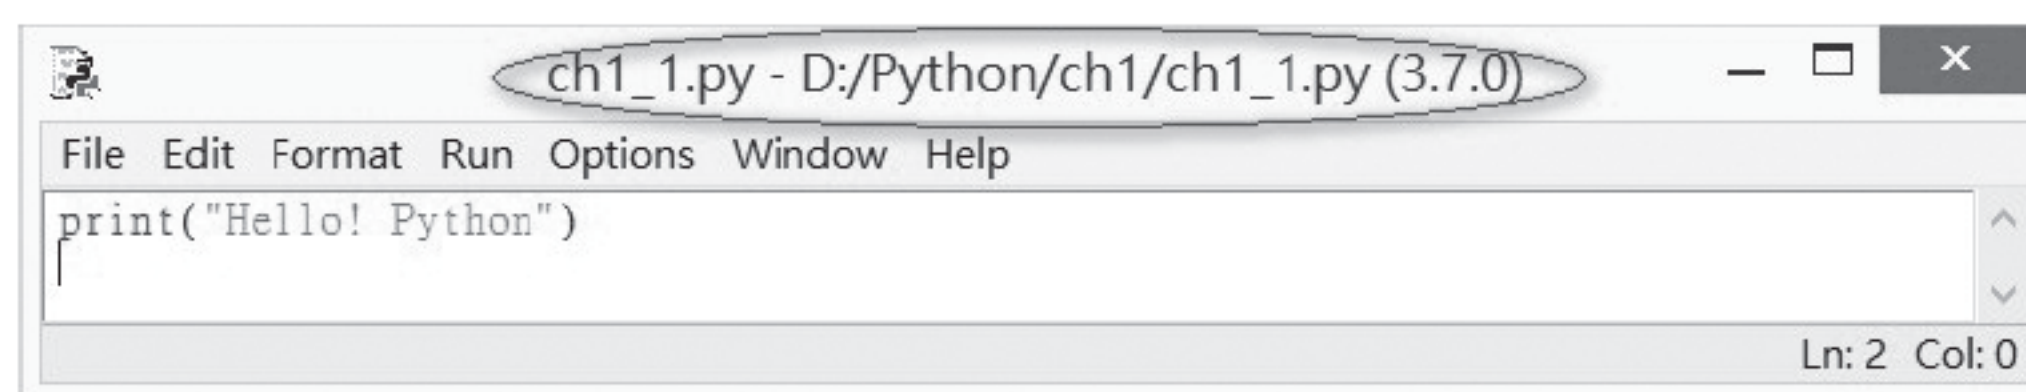 ch1_1.py - D:/Python/ch1/ch1_1.py (3.7.0)
File Edit Format Run Options Window Help
print("Hello! Python")
Ln: 2 Col: 0